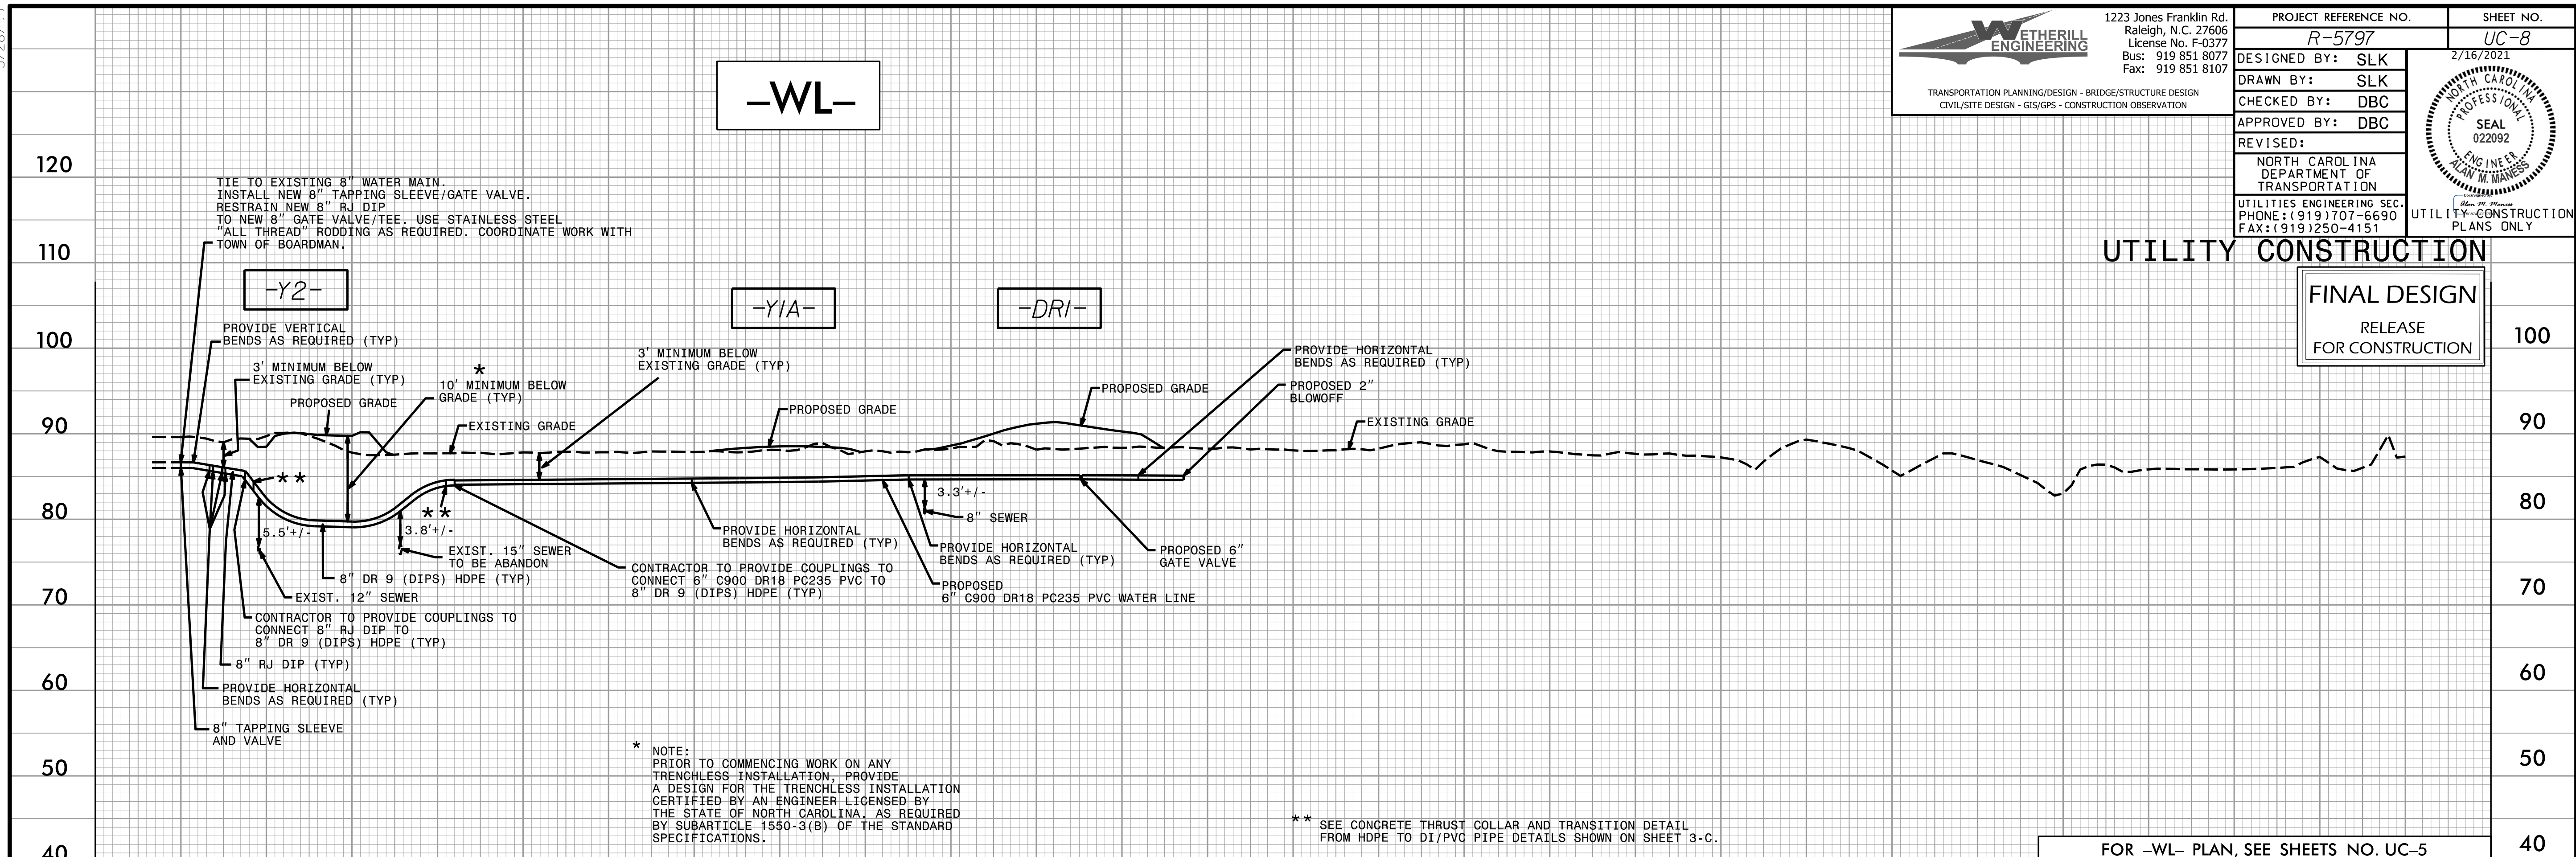 WETHERILL
ENGINEERING
1223 Jones Franklin Rd.
Raleigh, N.C. 27606
License No. F-0377
Bus: 919 851 8077
Fax: 919 851 8107
TRANSPORTATION PLANNING/DESIGN - BRIDGE/STRUCTURE DESIGN
CIVIL/SITE DESIGN - GIS/GPS - CONSTRUCTION OBSERVATION
PROJECT REFERENCE NO.
SHEET NO.
R-5797
UC-8
DESIGNED BY: SLK
DRAWN BY: SLK
CHECKED BY: DBC
APPROVED BY: DBC
REVISED:
NORTH CAROLINA
DEPARTMENT OF
TRANSPORTATION
UTILITIES ENGINEERING SEC.
PHONE:(919)707-6690
FAX:(919)250-4151
2/16/2021
NORTH CAROLINA
PROFESSIONAL
SEAL
022092
ENGINEER
ALAN M. MANESS
Alan M. Maness
UTILITY CONSTRUCTION
PLANS ONLY
UTILITY CONSTRUCTION
FINAL DESIGN
RELEASE
FOR CONSTRUCTION
–WL–
120
110
100
90
80
70
60
50
40
TIE TO EXISTING 8" WATER MAIN.
INSTALL NEW 8" TAPPING SLEEVE/GATE VALVE.
RESTRAIN NEW 8" RJ DIP
TO NEW 8" GATE VALVE/TEE. USE STAINLESS STEEL
"ALL THREAD" RODDING AS REQUIRED. COORDINATE WORK WITH
TOWN OF BOARDMAN.
-Y2-
-Y1A-
-DR1-
PROVIDE VERTICAL
BENDS AS REQUIRED (TYP)
3' MINIMUM BELOW
EXISTING GRADE (TYP)
PROPOSED GRADE
*
10' MINIMUM BELOW
GRADE (TYP)
EXISTING GRADE
3' MINIMUM BELOW
EXISTING GRADE (TYP)
PROPOSED GRADE
PROPOSED GRADE
PROVIDE HORIZONTAL
BENDS AS REQUIRED (TYP)
PROPOSED 2"
BLOWOFF
EXISTING GRADE
**
**
5.5'+/-
3.8'+/-
3.3'+/-
8" SEWER
EXIST. 15" SEWER
TO BE ABANDON
8" DR 9 (DIPS) HDPE (TYP)
EXIST. 12" SEWER
CONTRACTOR TO PROVIDE COUPLINGS TO
CONNECT 8" RJ DIP TO
8" DR 9 (DIPS) HDPE (TYP)
8" RJ DIP (TYP)
PROVIDE HORIZONTAL
BENDS AS REQUIRED (TYP)
8" TAPPING SLEEVE
AND VALVE
PROVIDE HORIZONTAL
BENDS AS REQUIRED (TYP)
CONTRACTOR TO PROVIDE COUPLINGS TO
CONNECT 6" C900 DR18 PC235 PVC TO
8" DR 9 (DIPS) HDPE (TYP)
PROVIDE HORIZONTAL
BENDS AS REQUIRED (TYP)
PROPOSED 6"
GATE VALVE
PROPOSED
6" C900 DR18 PC235 PVC WATER LINE
100
90
80
70
60
50
40
* NOTE:
PRIOR TO COMMENCING WORK ON ANY
TRENCHLESS INSTALLATION, PROVIDE
A DESIGN FOR THE TRENCHLESS INSTALLATION
CERTIFIED BY AN ENGINEER LICENSED BY
THE STATE OF NORTH CAROLINA. AS REQUIRED
BY SUBARTICLE 1550-3(B) OF THE STANDARD
SPECIFICATIONS.
** SEE CONCRETE THRUST COLLAR AND TRANSITION DETAIL
FROM HDPE TO DI/PVC PIPE DETAILS SHOWN ON SHEET 3-C.
FOR –WL– PLAN, SEE SHEETS NO. UC–5